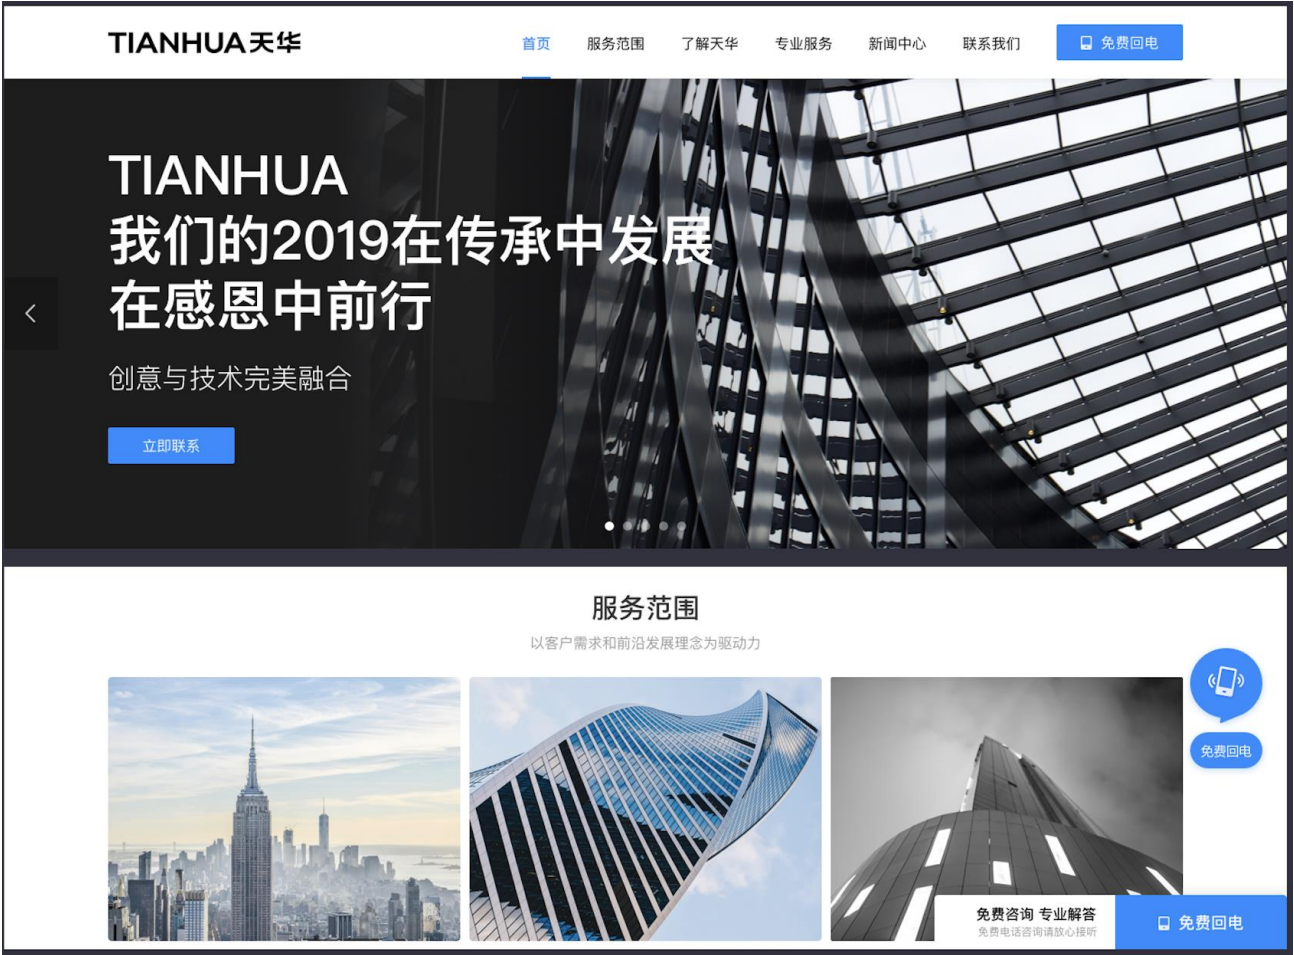 TIANHUA天华
首页
服务范围
了解天华
专业服务
新闻中心
联系我们
免费回电
TIANHUA
我们的2019在传承中发展
在感恩中前行
创意与技术完美融合
立即联系
服务范围
以客户需求和前沿发展理念为驱动力
免费回电
免费咨询 专业解答
免费电话咨询请放心接听
免费回电